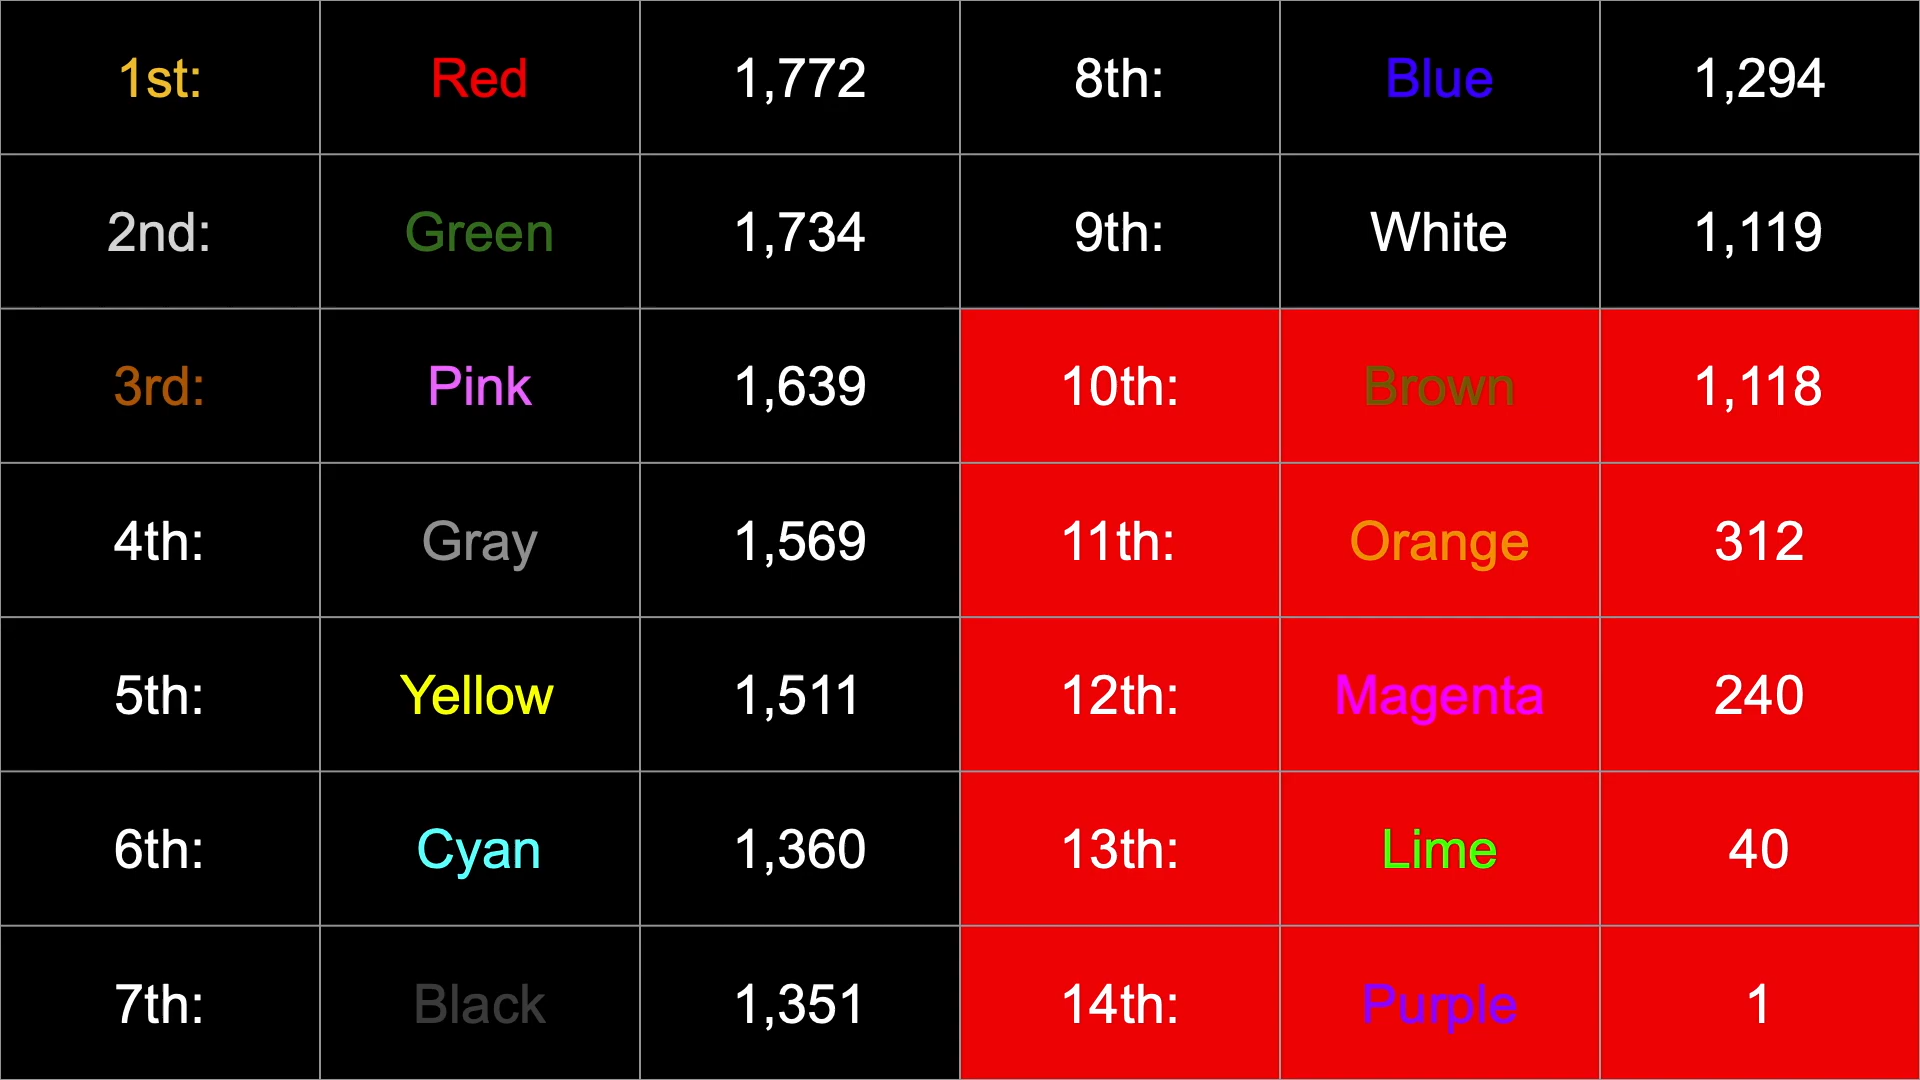 1st: Red 1,772 8th: Blue 1,294
2nd: Green 1,734 9th: White 1,119
3rd: Pink 1,639 10th: Brown 1,118
4th: Gray 1,569 11th: Orange 312
5th: Yellow 1,511 12th: Magenta 240
6th: Cyan 1,360 13th: Lime 40
7th: Black 1,351 14th: Purple 1